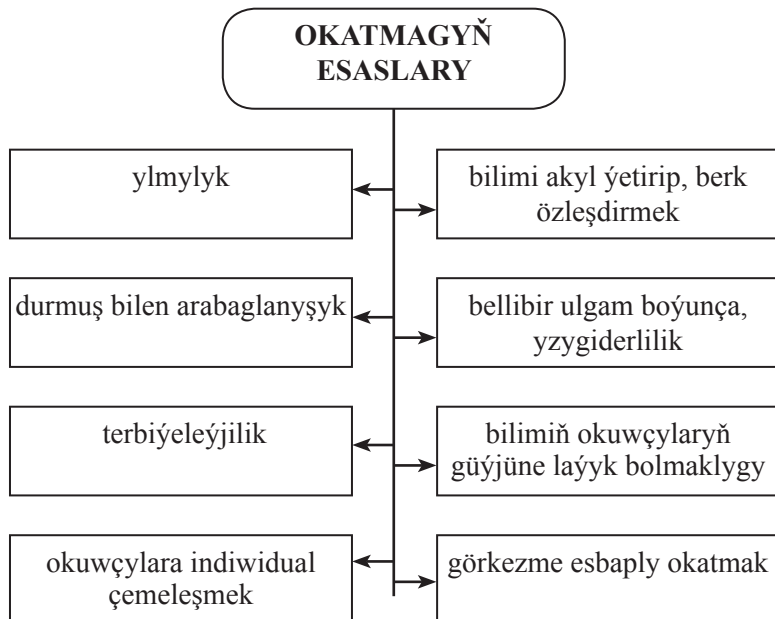 OKATMAGYŇ
ESASLARY
ylmylyk
bilimi akyl ýetirip, berk
özleşdirmek
durmuş bilen arabaglanyşyk
bellibir ulgam boýunça,
yzygiderlilik
terbiýeleýjilik
bilimiň okuwçylaryň
güýjüne laýyk bolmaklygy
okuwçylara indiwidual
çemeleşmek
görkezme esbaply okatmak